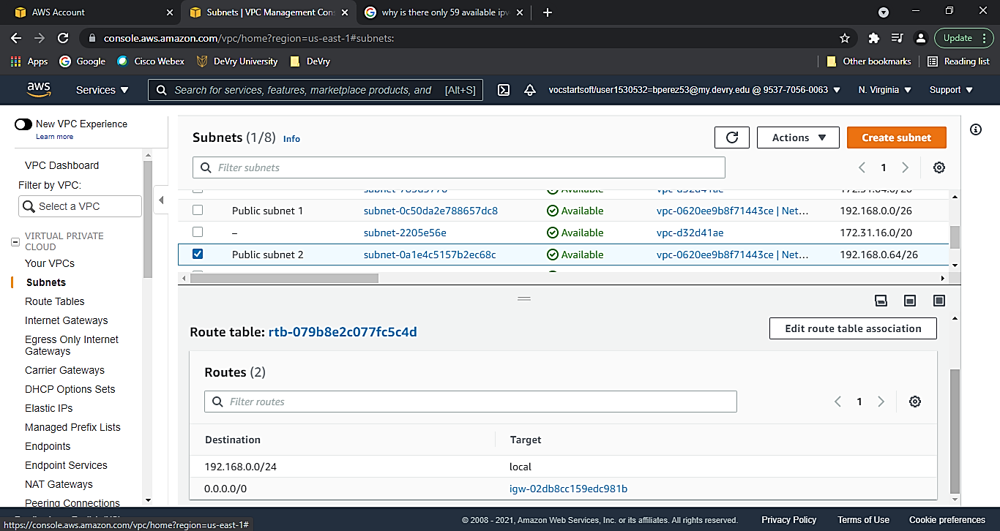 AWS Account
Subnets | VPC Management Con
why is there only 59 available ipv
console.aws.amazon.com/vpc/home?region=us-east-1#subnets:
Update
Apps
Google
Cisco Webex
DeVry University
DeVry
Other bookmarks
Reading list
aws
Services
Search for services, features, marketplace products, and [Alt+S]
vocstartsoft/user1530532=bperez53@my.devry.edu @ 9537-7056-0063
N. Virginia
Support
New VPC Experience
Learn more
VPC Dashboard
Filter by VPC:
Select a VPC
VIRTUAL PRIVATE
CLOUD
Your VPCs
Subnets
Route Tables
Internet Gateways
Egress Only Internet
Gateways
Carrier Gateways
DHCP Options Sets
Elastic IPs
Managed Prefix Lists
Endpoints
Endpoint Services
NAT Gateways
Peering Connections
Subnets (1/8) Info
Actions
Create subnet
Filter subnets
1
Available vpc-d32d41ae
Public subnet 1 subnet-0c50da2e788657dc8 Available vpc-0620ee9b8f71443ce | Net... 192.168.0.0/26
– subnet-2205e56e Available vpc-d32d41ae 172.31.16.0/20
Public subnet 2 subnet-0a1e4c5157b2ec68c Available vpc-0620ee9b8f71443ce | Net... 192.168.0.64/26
Route table: rtb-079b8e2c077fc5c4d
Edit route table association
Routes (2)
Filter routes
1
Destination Target
192.168.0.0/24 local
0.0.0.0/0 igw-02db8cc159edc981b
https://console.aws.amazon.com/vpc/home?region=us-east-1#
© 2008 - 2021, Amazon Web Services, Inc. or its affiliates. All rights reserved.
Privacy Policy
Terms of Use
Cookie preferences